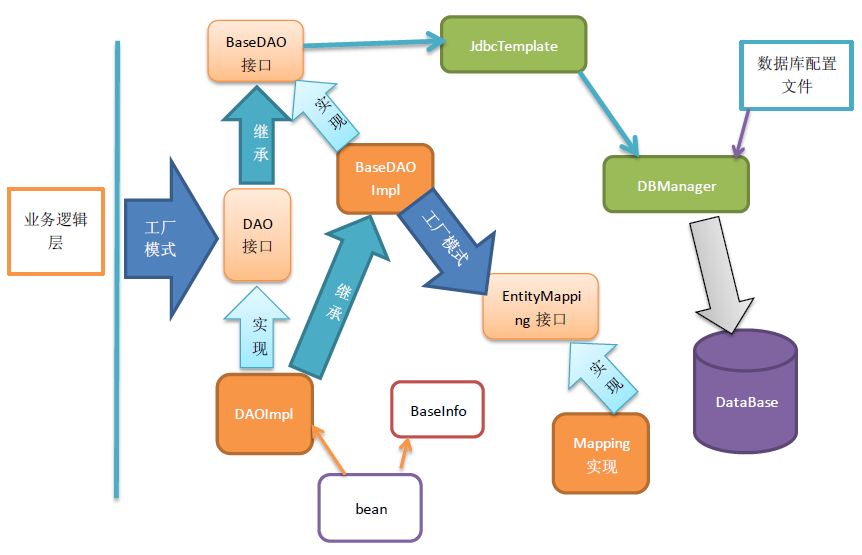 BaseDAO
接口
JdbcTemplate
数据库配置
文件
实
现
继
承
BaseDAO
Impl
DBManager
业务逻辑
层
工厂
模式
DAO
接口
工厂模式
继
承
EntityMappi
ng 接口
实
现
实
现
DataBase
DAOImpl
BaseInfo
Mapping
实现
bean